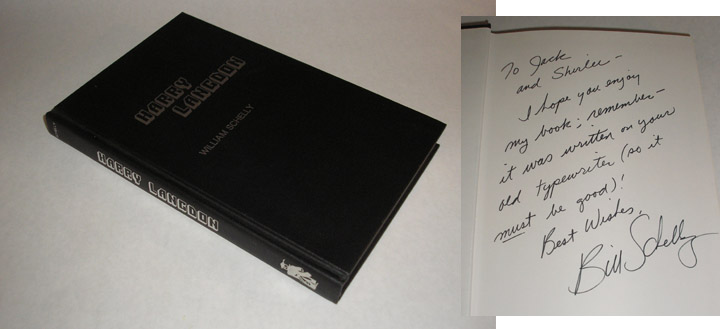 HARRY
LANGDON
WILLIAM SCHELLY
HARRY LANGDON
To Jack
and Shirlee -
I hope you enjoy
my book; remember -
it was written on your
old typewriter (so it
must be good)!
Best Wishes,
Bill Schelly